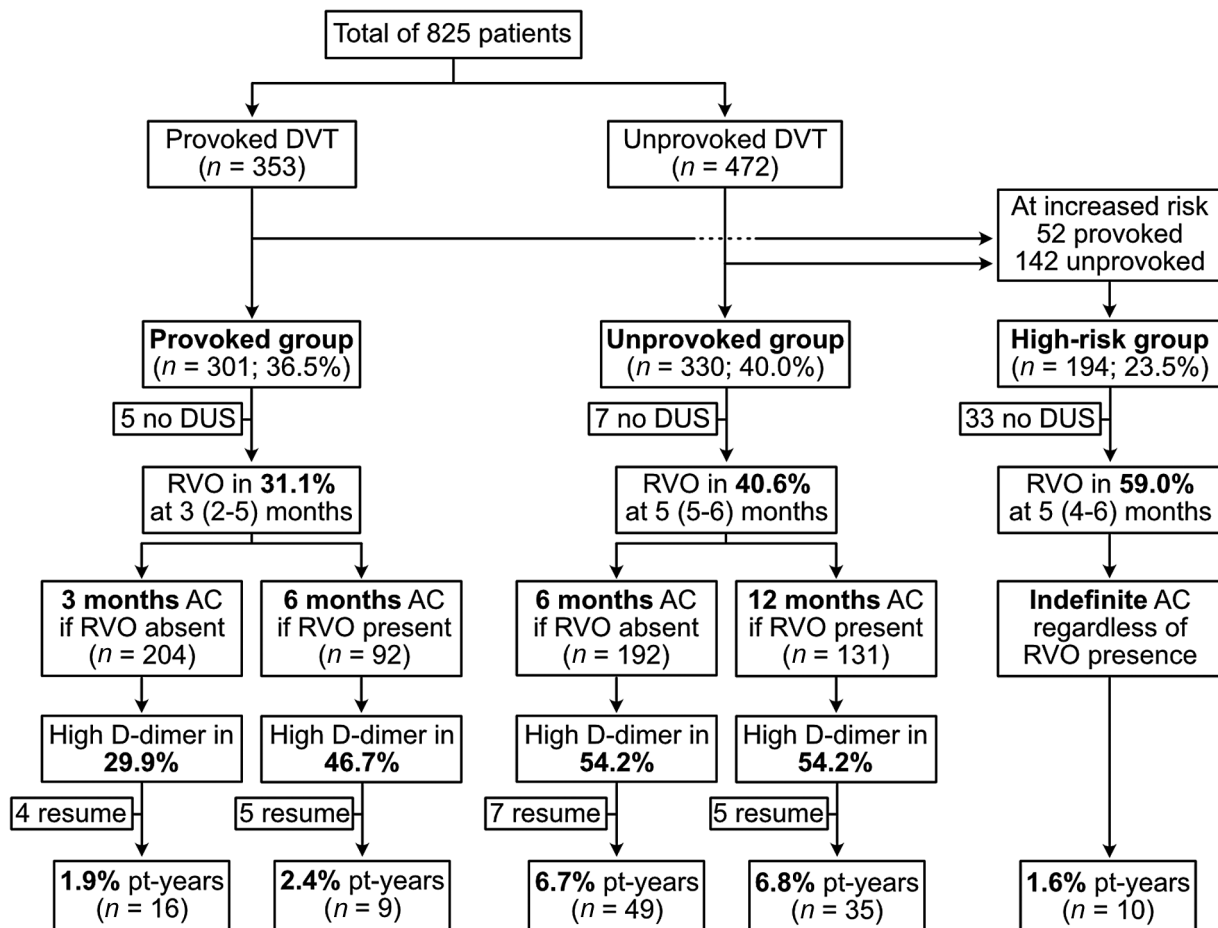 Total of 825 patients
Provoked DVT
(n = 353)
Unprovoked DVT
(n = 472)
At increased risk
52 provoked
142 unprovoked
Provoked group
(n = 301; 36.5%)
Unprovoked group
(n = 330; 40.0%)
High-risk group
(n = 194; 23.5%)
5 no DUS
7 no DUS
33 no DUS
RVO in 31.1%
at 3 (2-5) months
RVO in 40.6%
at 5 (5-6) months
RVO in 59.0%
at 5 (4-6) months
3 months AC
if RVO absent
(n = 204)
6 months AC
if RVO present
(n = 92)
6 months AC
if RVO absent
(n = 192)
12 months AC
if RVO present
(n = 131)
Indefinite AC
regardless of
RVO presence
High D-dimer in
29.9%
High D-dimer in
46.7%
High D-dimer in
54.2%
High D-dimer in
54.2%
4 resume
5 resume
7 resume
5 resume
1.9% pt-years
(n = 16)
2.4% pt-years
(n = 9)
6.7% pt-years
(n = 49)
6.8% pt-years
(n = 35)
1.6% pt-years
(n = 10)